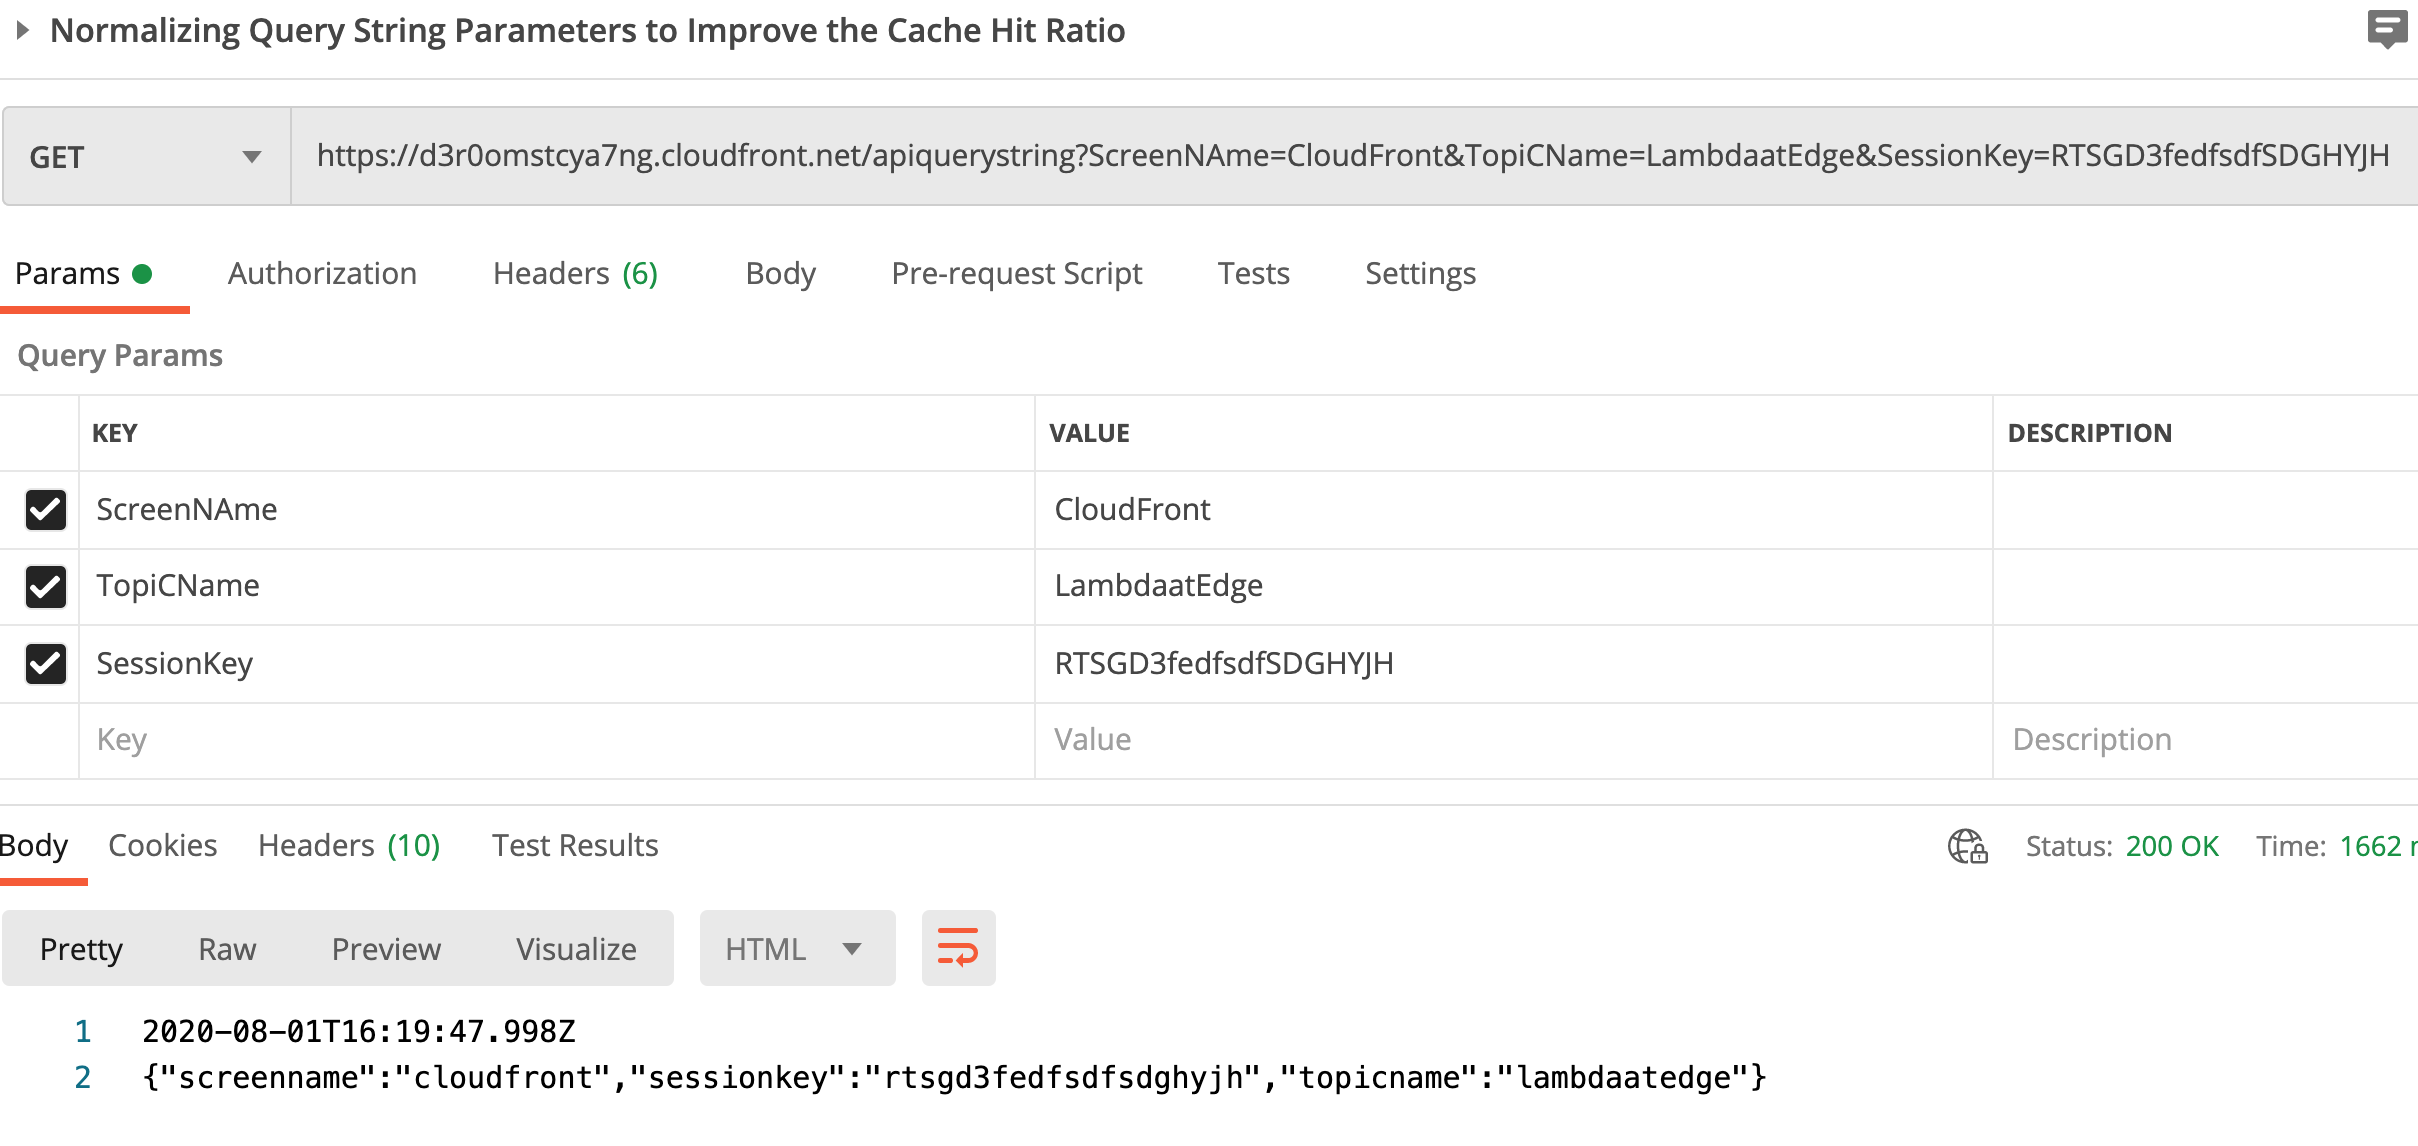 Normalizing Query String Parameters to Improve the Cache Hit Ratio
GET https://d3r0omstcya7ng.cloudfront.net/apiquerystring?ScreenNAme=CloudFront&TopiCName=LambdaatEdge&SessionKey=RTSGD3fedfsdfSDGHYJH
Params Authorization Headers (6) Body Pre-request Script Tests Settings
Query Params
KEY VALUE DESCRIPTION
ScreenNAme CloudFront
TopiCName LambdaatEdge
SessionKey RTSGD3fedfsdfSDGHYJH
Key Value Description
Body Cookies Headers (10) Test Results Status: 200 OK Time: 1662
Pretty Raw Preview Visualize HTML
1 2020-08-01T16:19:47.998Z
2 {"screenname":"cloudfront","sessionkey":"rtsgd3fedfsdfsdghyjh","topicname":"lambdaatedge"}